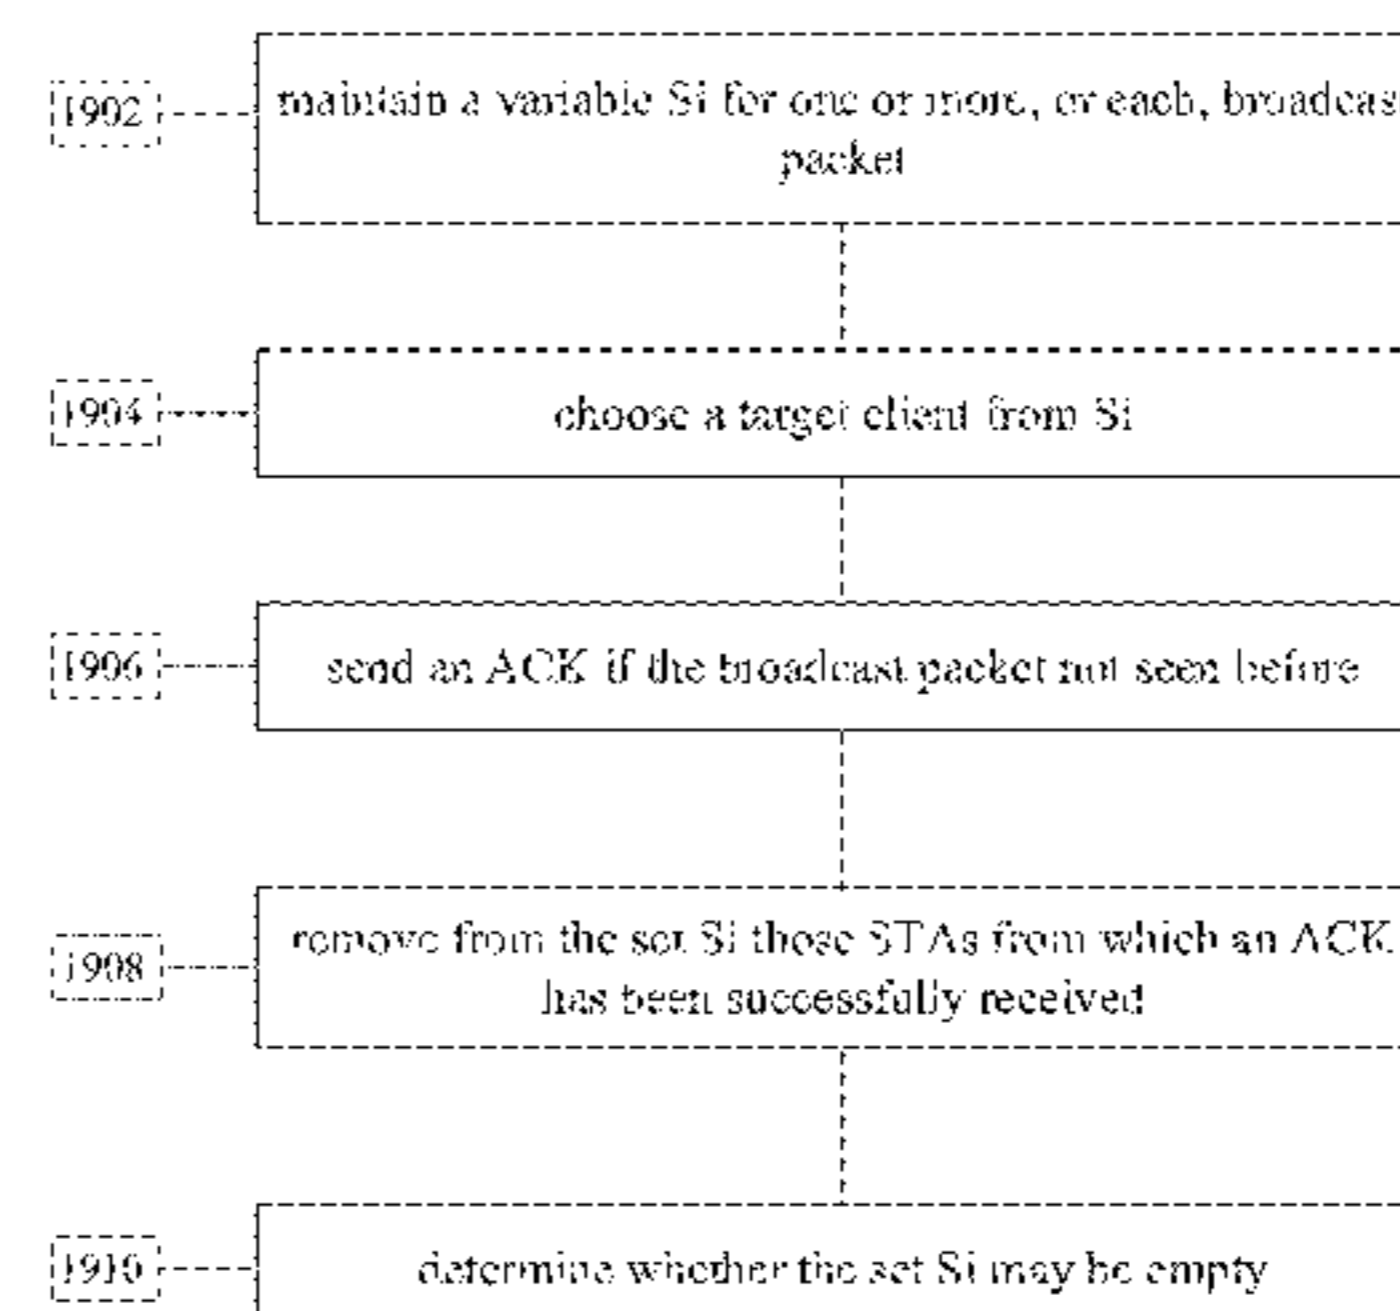 1902
maintain a variable Si for one or more, or each, broadcas
packet
1904
choose a target client from Si
1906
send an ACK if the broadcast packet not seen before
1908
remove from the set Si those STAs from which an ACK
has been successfully received
1910
determine whether the set Si may be empty